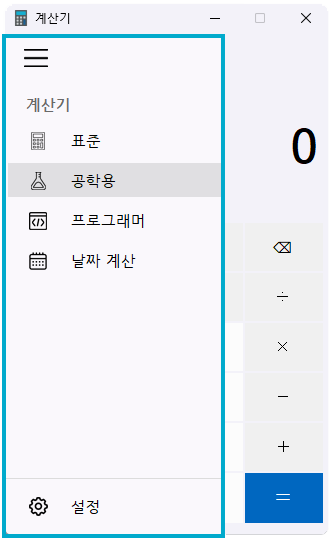 계산기
계산기
0
표준
공학용
프로그래머
날짜 계산
÷
×
−
+
=
설정